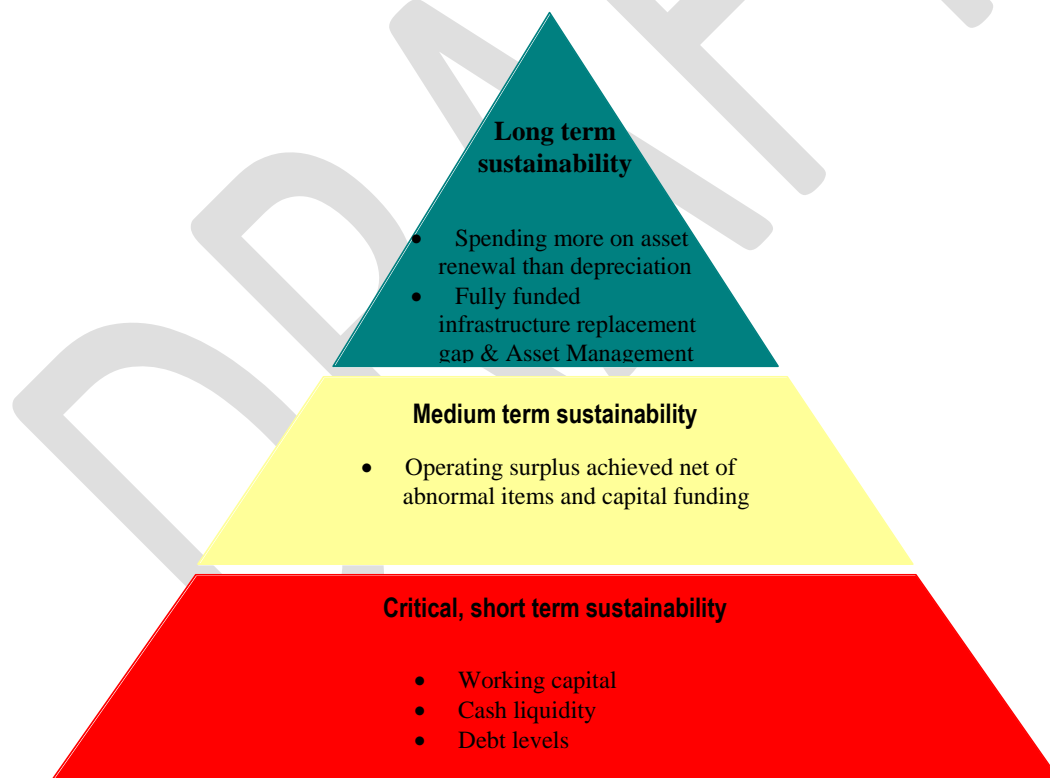 Long term
sustainability
• Spending more on asset
renewal than depreciation
• Fully funded
infrastructure replacement
gap & Asset Management
Medium term sustainability
• Operating surplus achieved net of
abnormal items and capital funding
Critical, short term sustainability
• Working capital
• Cash liquidity
• Debt levels